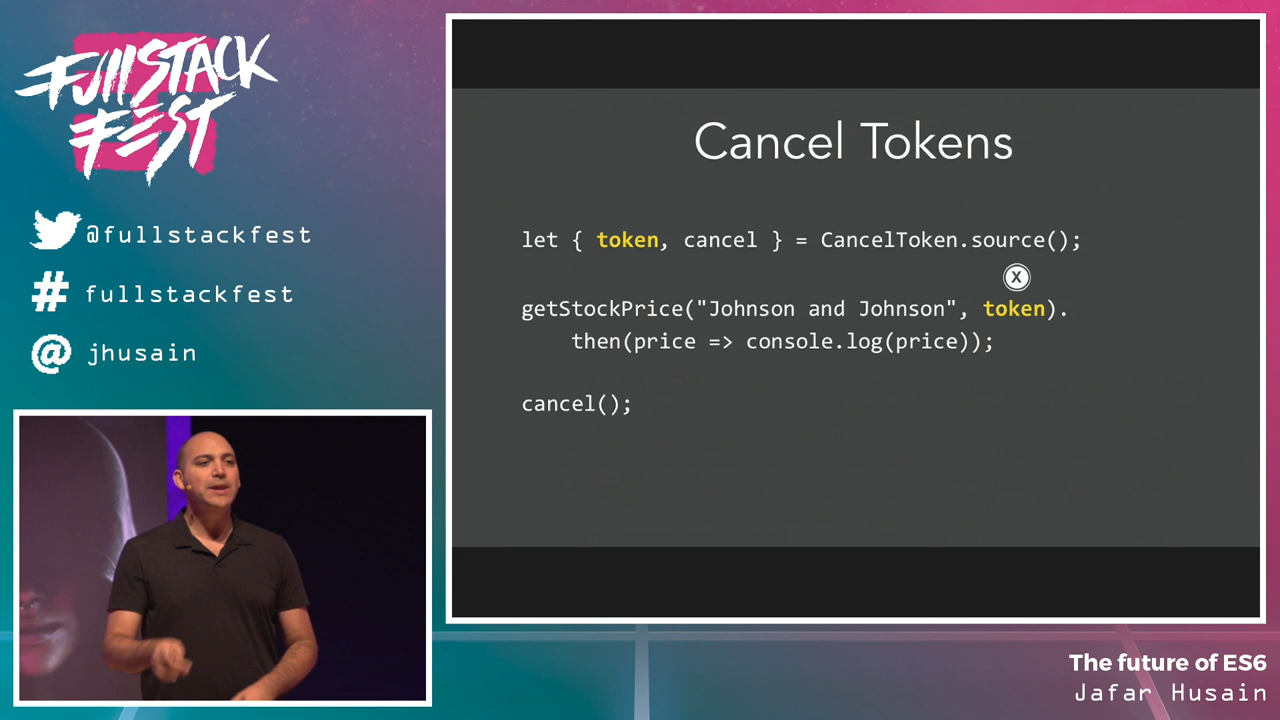 FullSTACK
FEST
@fullstackfest
# fullstackfest
@ jhusain
Cancel Tokens
let { token, cancel } = CancelToken.source();
X
getStockPrice("Johnson and Johnson", token).
then(price => console.log(price));
cancel();
The future of ES6
Jafar Husain